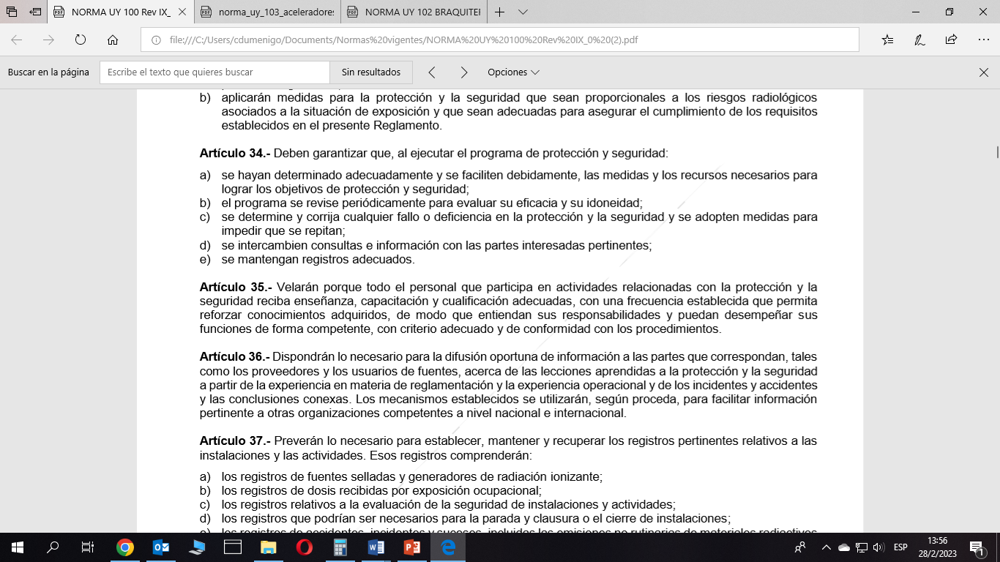 NORMA UY 100 Rev IX_
norma_uy_103_aceleradores
NORMA UY 102 BRAQUITEI
file:///C:/Users/cdumenigo/Documents/Normas%20vigentes/NORMA%20UY%20100%20Rev%20IX_0%20(2).pdf
Buscar en la página
Escribe el texto que quieres buscar
Sin resultados
Opciones
b) aplicarán medidas para la protección y la seguridad que sean proporcionales a los riesgos radiológicos
asociados a la situación de exposición y que sean adecuadas para asegurar el cumplimiento de los requisitos
establecidos en el presente Reglamento.
Artículo 34.- Deben garantizar que, al ejecutar el programa de protección y seguridad:
a) se hayan determinado adecuadamente y se faciliten debidamente, las medidas y los recursos necesarios para
lograr los objetivos de protección y seguridad;
b) el programa se revise periódicamente para evaluar su eficacia y su idoneidad;
c) se determine y corrija cualquier fallo o deficiencia en la protección y la seguridad y se adopten medidas para
impedir que se repitan;
d) se intercambien consultas e información con las partes interesadas pertinentes;
e) se mantengan registros adecuados.
Artículo 35.- Velarán porque todo el personal que participa en actividades relacionadas con la protección y la
seguridad reciba enseñanza, capacitación y cualificación adecuadas, con una frecuencia establecida que permita
reforzar conocimientos adquiridos, de modo que entiendan sus responsabilidades y puedan desempeñar sus
funciones de forma competente, con criterio adecuado y de conformidad con los procedimientos.
Artículo 36.- Dispondrán lo necesario para la difusión oportuna de información a las partes que correspondan, tales
como los proveedores y los usuarios de fuentes, acerca de las lecciones aprendidas a la protección y la seguridad
a partir de la experiencia en materia de reglamentación y la experiencia operacional y de los incidentes y accidentes
y las conclusiones conexas. Los mecanismos establecidos se utilizarán, según proceda, para facilitar información
pertinente a otras organizaciones competentes a nivel nacional e internacional.
Artículo 37.- Preverán lo necesario para establecer, mantener y recuperar los registros pertinentes relativos a las
instalaciones y las actividades. Esos registros comprenderán:
a) los registros de fuentes selladas y generadores de radiación ionizante;
b) los registros de dosis recibidas por exposición ocupacional;
c) los registros relativos a la evaluación de la seguridad de instalaciones y actividades;
d) los registros que podrían ser necesarios para la parada y clausura o el cierre de instalaciones;
e) los registros de accidentes, incidentes y sucesos, incluidas las emisiones no rutinarias de materiales radiactivos
ESP
13:56
28/2/2023
1